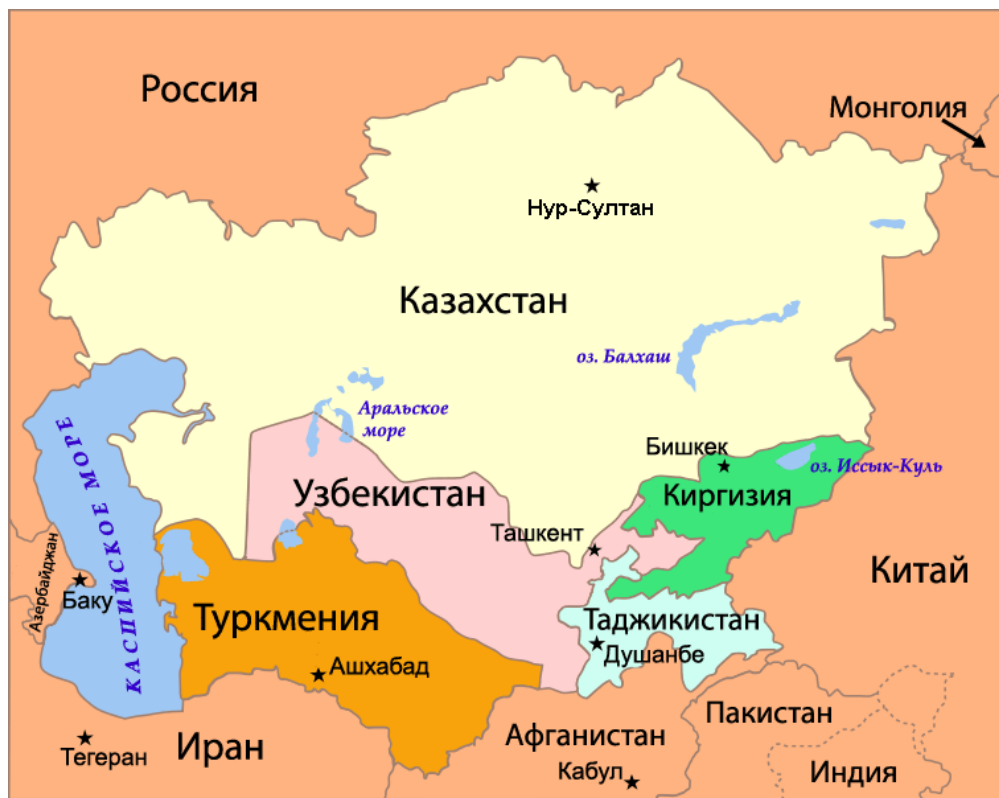 Россия
Монголия
Нур-Султан
Казахстан
оз. Балхаш
Аральское
море
КАСПИЙСКОЕ МОРЕ
Бишкек
оз. Иссык-Куль
Узбекистан
Киргизия
Ташкент
Азербайджан
Баку
Китай
Туркмения
Таджикистан
Душанбе
Ашхабад
Пакистан
Афганистан
Иран
Тегеран
Кабул
Индия